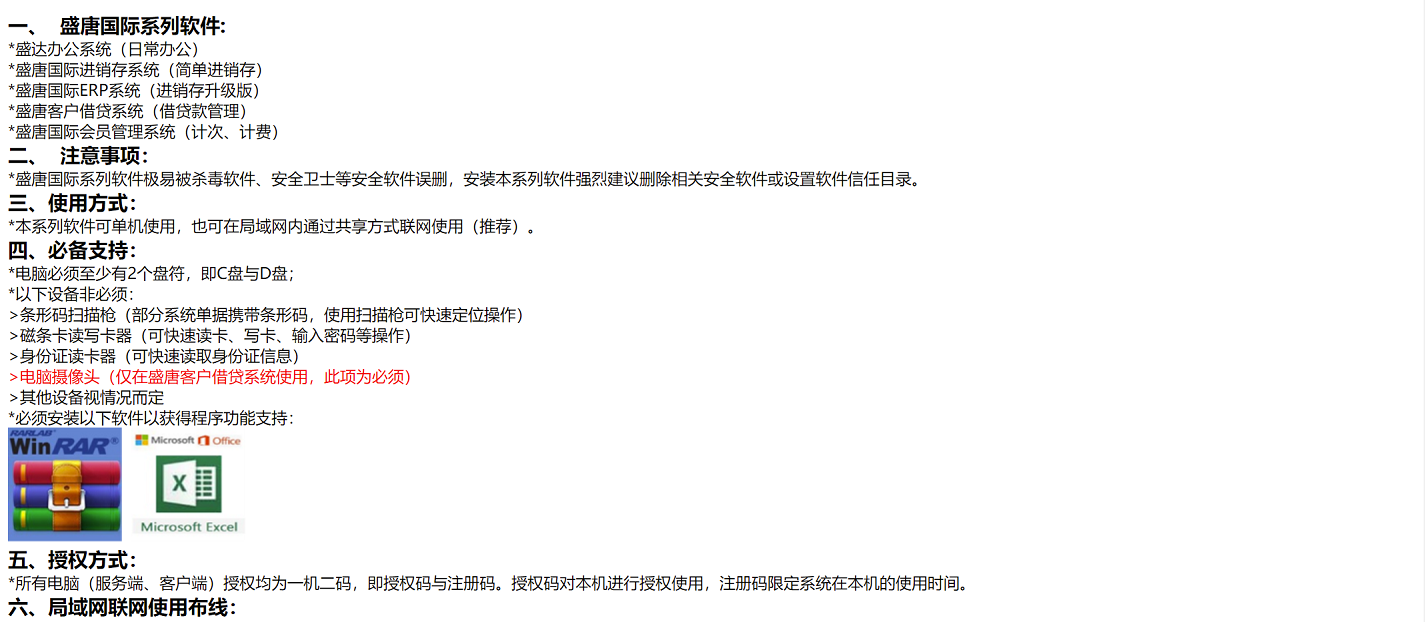 一、 盛唐国际系列软件:
*盛达办公系统（日常办公）
*盛唐国际进销存系统（简单进销存）
*盛唐国际ERP系统（进销存升级版）
*盛唐客户借贷系统（借贷款管理）
*盛唐国际会员管理系统（计次、计费）
二、 注意事项：
*盛唐国际系列软件极易被杀毒软件、安全卫士等安全软件误删，安装本系列软件强烈建议删除相关安全软件或设置软件信任目录。
三、使用方式：
*本系列软件可单机使用，也可在局域网内通过共享方式联网使用（推荐）。
四、必备支持：
*电脑必须至少有2个盘符，即C盘与D盘；
*以下设备非必须：
>条形码扫描枪（部分系统单据携带条形码，使用扫描枪可快速定位操作）
>磁条卡读写卡器（可快速读卡、写卡、输入密码等操作）
>身份证读卡器（可快速读取身份证信息）
>电脑摄像头（仅在盛唐客户借贷系统使用，此项为必须）
>其他设备视情况而定
*必须安装以下软件以获得程序功能支持：
RARLAB®
WinRAR®
Microsoft Office
Microsoft Excel
五、授权方式：
*所有电脑（服务端、客户端）授权均为一机二码，即授权码与注册码。授权码对本机进行授权使用，注册码限定系统在本机的使用时间。
六、局域网联网使用布线：